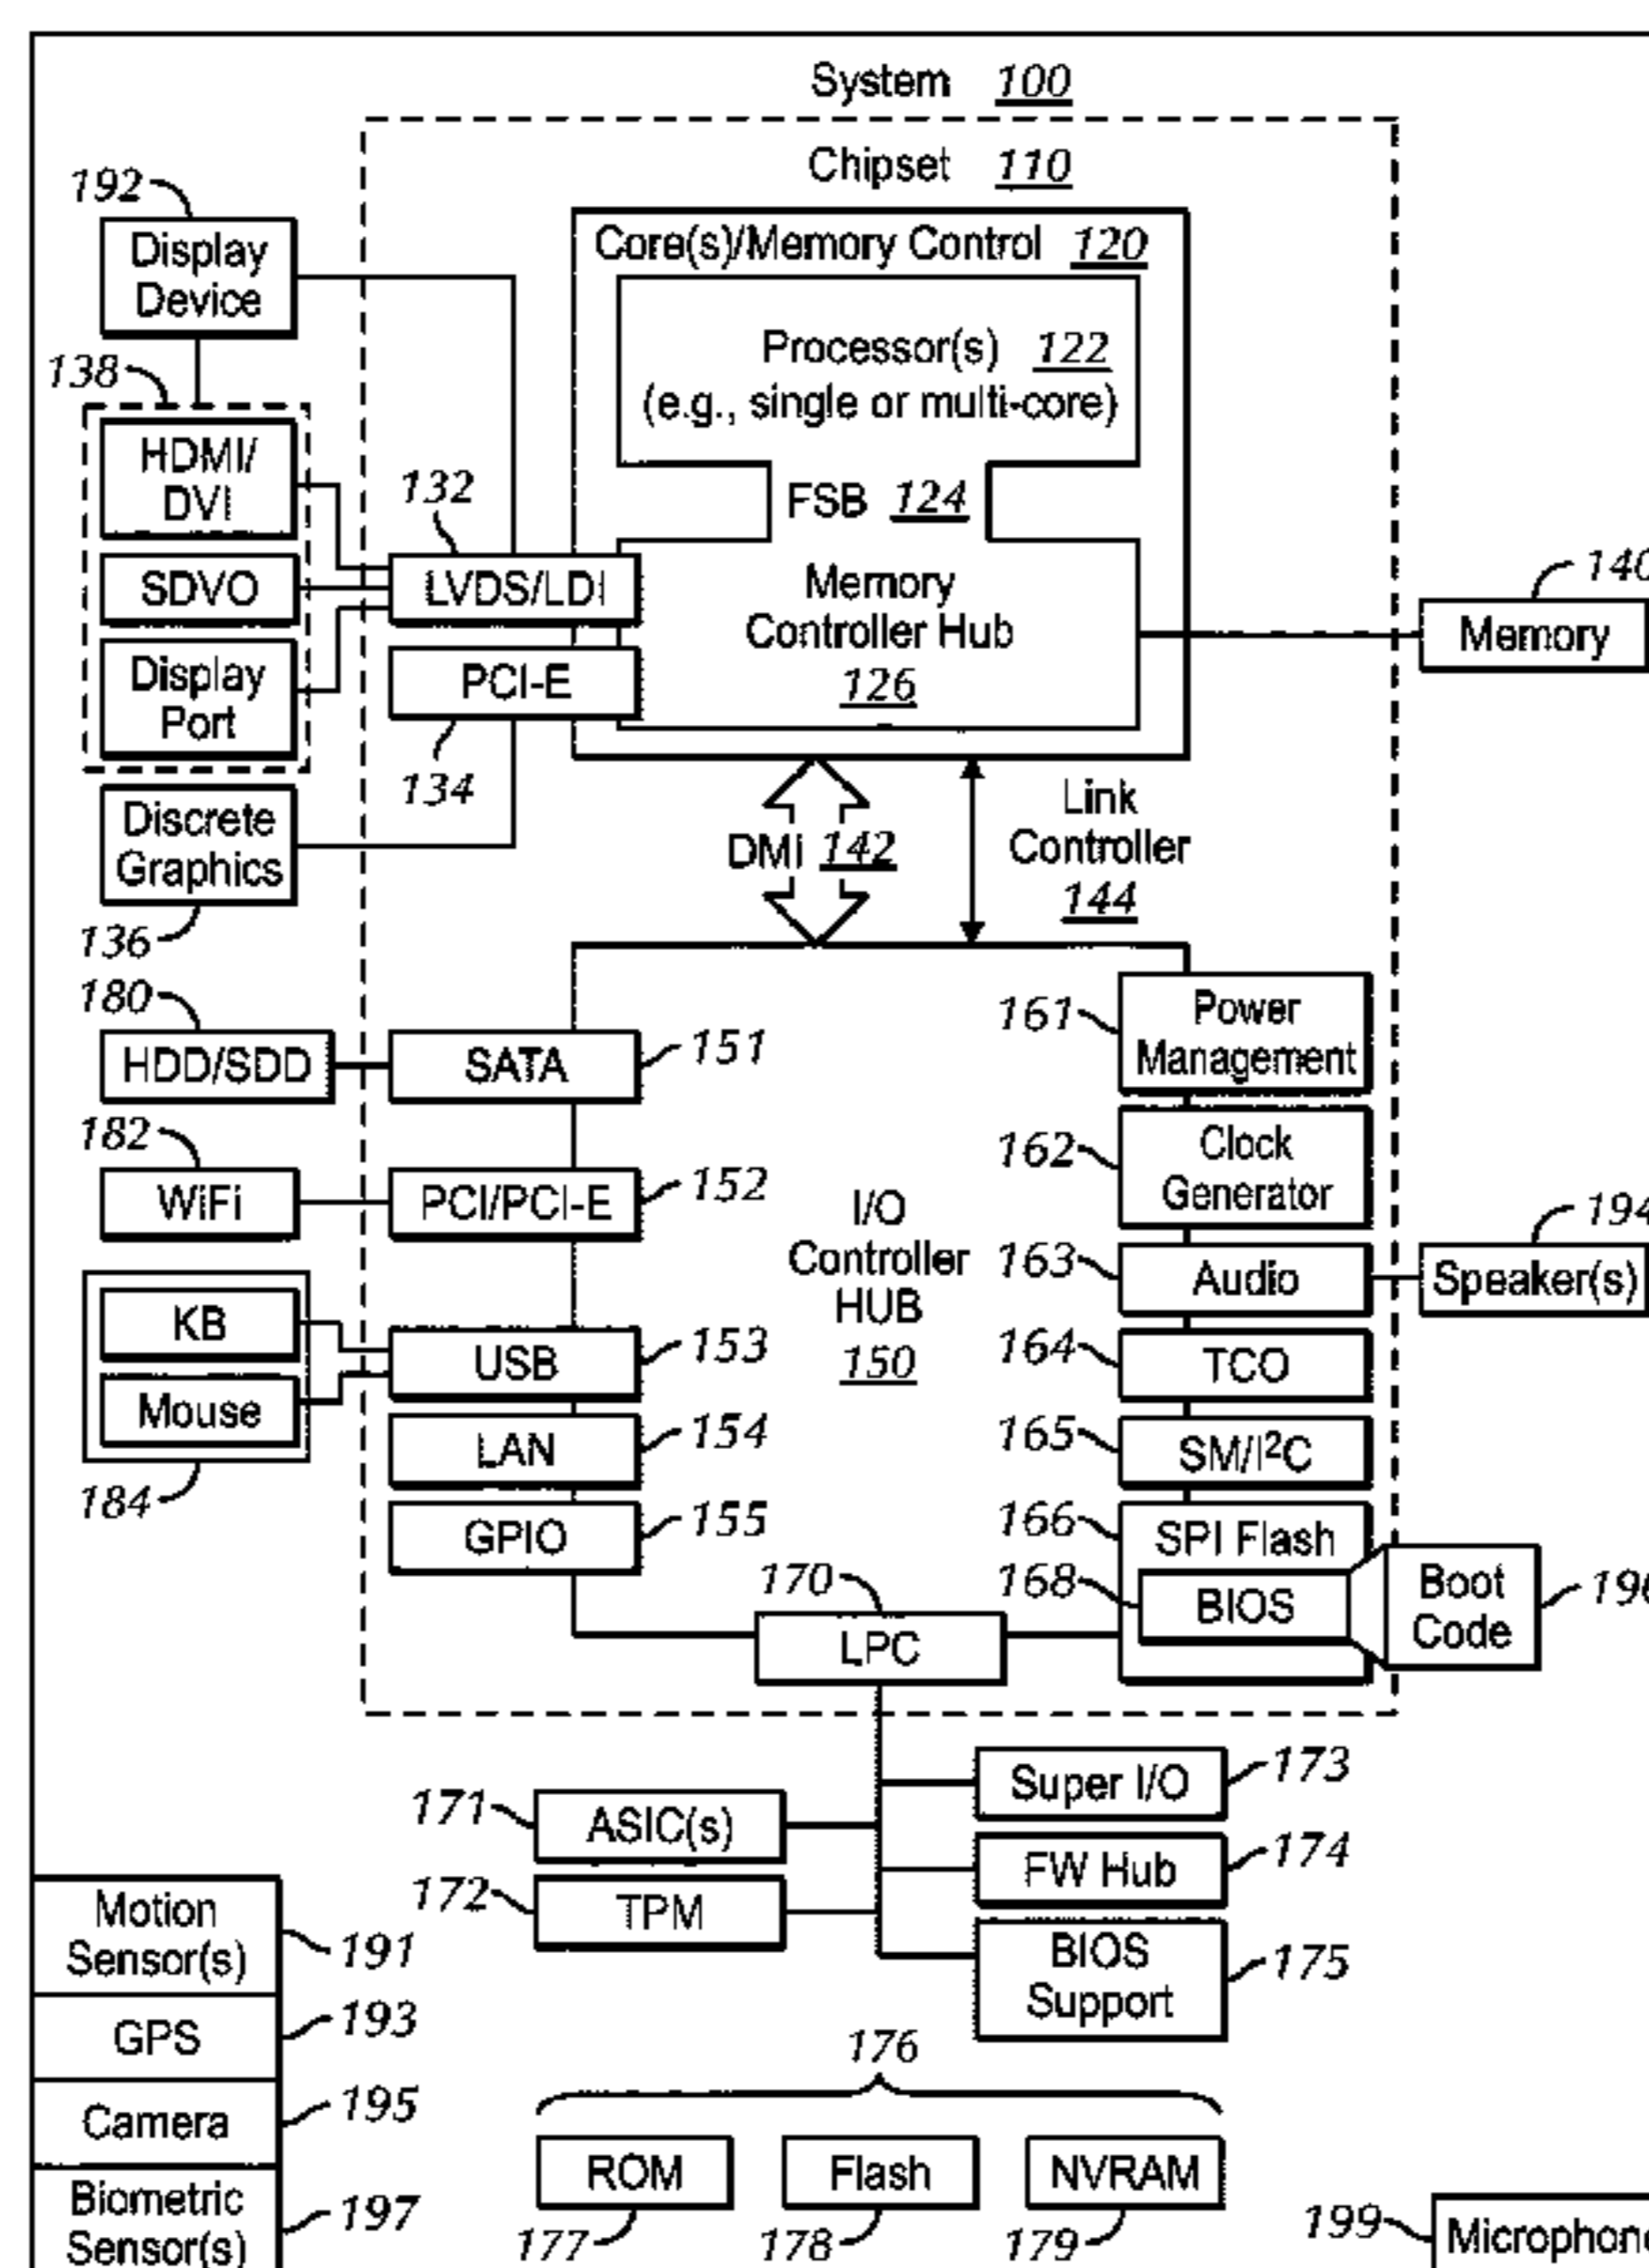 System 100
Chipset 110
192
Display
Device
Core(s)/Memory Control 120
Processor(s) 122
(e.g., single or multi-core)
138
HDMI/
DVI
SDVO
Display
Port
132
LVDS/LDI
PCI-E
134
FSB 124
Memory
Controller Hub
126
140
Memory
Discrete
Graphics
136
DMI 142
Link
Controller
144
180
HDD/SDD
SATA
151
182
WiFi
PCI/PCI-E
152
KB
Mouse
184
USB
153
LAN
154
GPIO
155
I/O
Controller
HUB
150
161
Power
Management
162
Clock
Generator
163
Audio
194
Speaker(s)
164
TCO
165
SM/I²C
166
SPI Flash
168
BIOS
Boot
Code
170
LPC
171
ASIC(s)
172
TPM
Super I/O
173
FW Hub
174
BIOS
Support
175
Motion
Sensor(s)
191
GPS
193
Camera
195
Biometric
Sensor(s)
197
176
ROM
177
Flash
178
NVRAM
179
199
Microphone